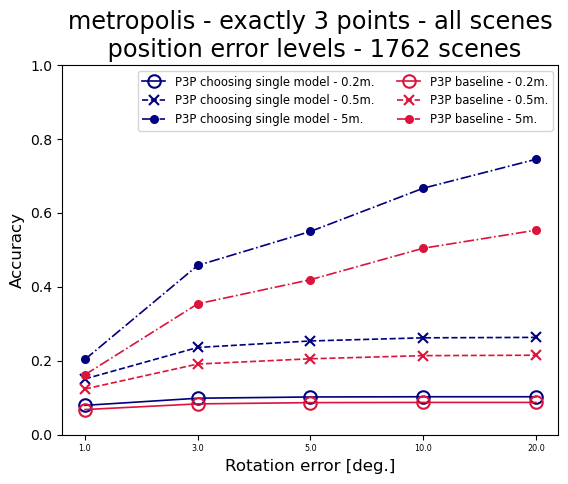 metropolis - exactly 3 points - all scenes
position error levels - 1762 scenes
P3P choosing single model - 0.2m.
P3P choosing single model - 0.5m.
P3P choosing single model - 5m.
P3P baseline - 0.2m.
P3P baseline - 0.5m.
P3P baseline - 5m.
Accuracy
1.0
0.8
0.6
0.4
0.2
0.0
1.0 3.0 5.0 10.0 20.0
Rotation error [deg.]